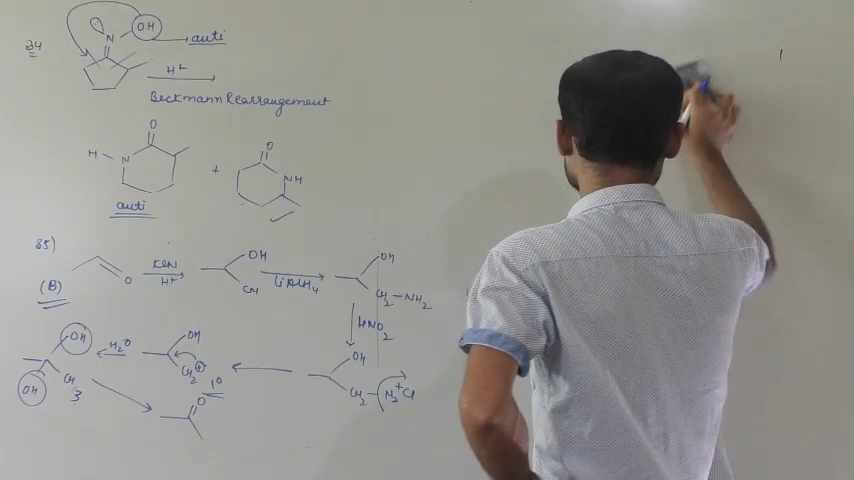 34
N OH → anti
H⁺
Beckmann Rearrangement
O
H - N
+
O
NH
anti
35)
(B)
O
KCN
H⁺
OH
CN
LiAlH4
OH
CH2 - NH2
HNO2
OH
CH2 - N2⁺Cl
OH
CH2⊕
1°
H2O
OH
OH
CH3
O